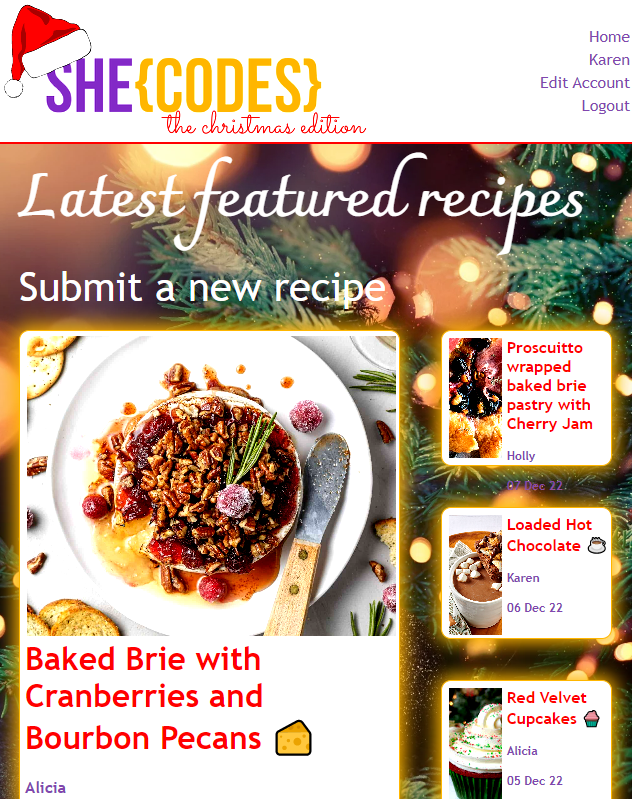 SHE{CODES}
the christmas edition
Home
Karen
Edit Account
Logout
Latest featured recipes
Submit a new recipe
Baked Brie with
Cranberries and
Bourbon Pecans
Alicia
Proscuitto
wrapped
baked brie
pastry with
Cherry Jam
Holly
07 Dec 22
Loaded Hot
Chocolate
Karen
06 Dec 22
Red Velvet
Cupcakes
Alicia
05 Dec 22